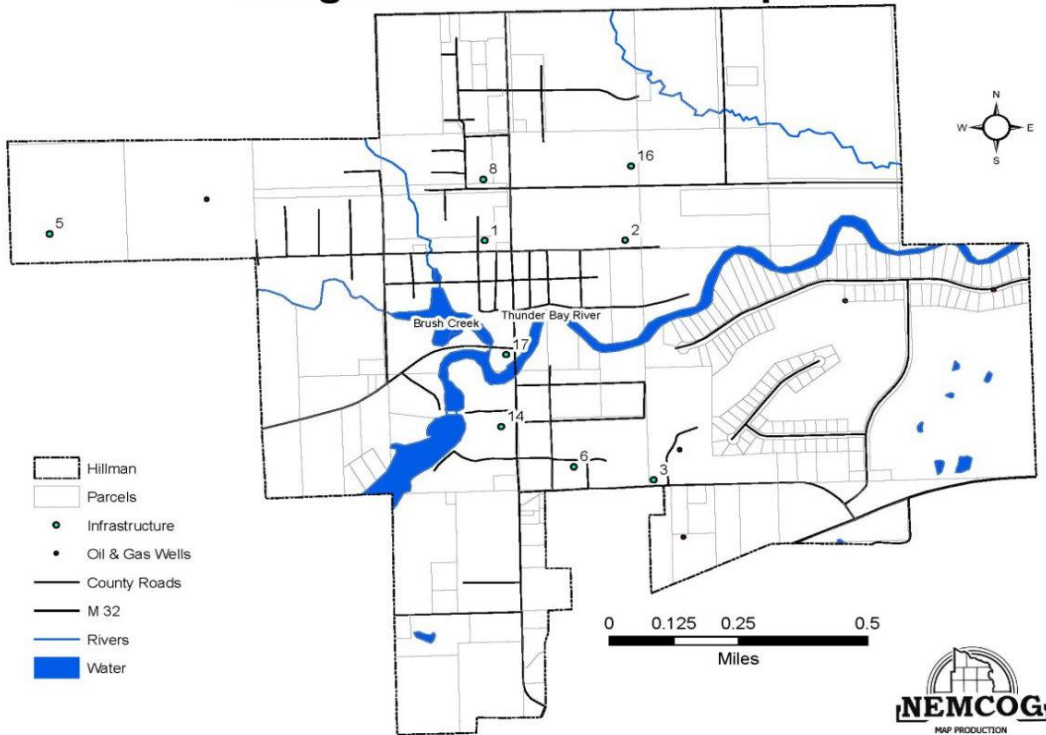 N
W E
S
16
8
5
1
2
Brush Creek
Thunder Bay River
17
14
6
3
Hillman
Parcels
Infrastructure
Oil & Gas Wells
County Roads
M 32
Rivers
Water
0 0.125 0.25 0.5
Miles
NEMCOG
MAP PRODUCTION